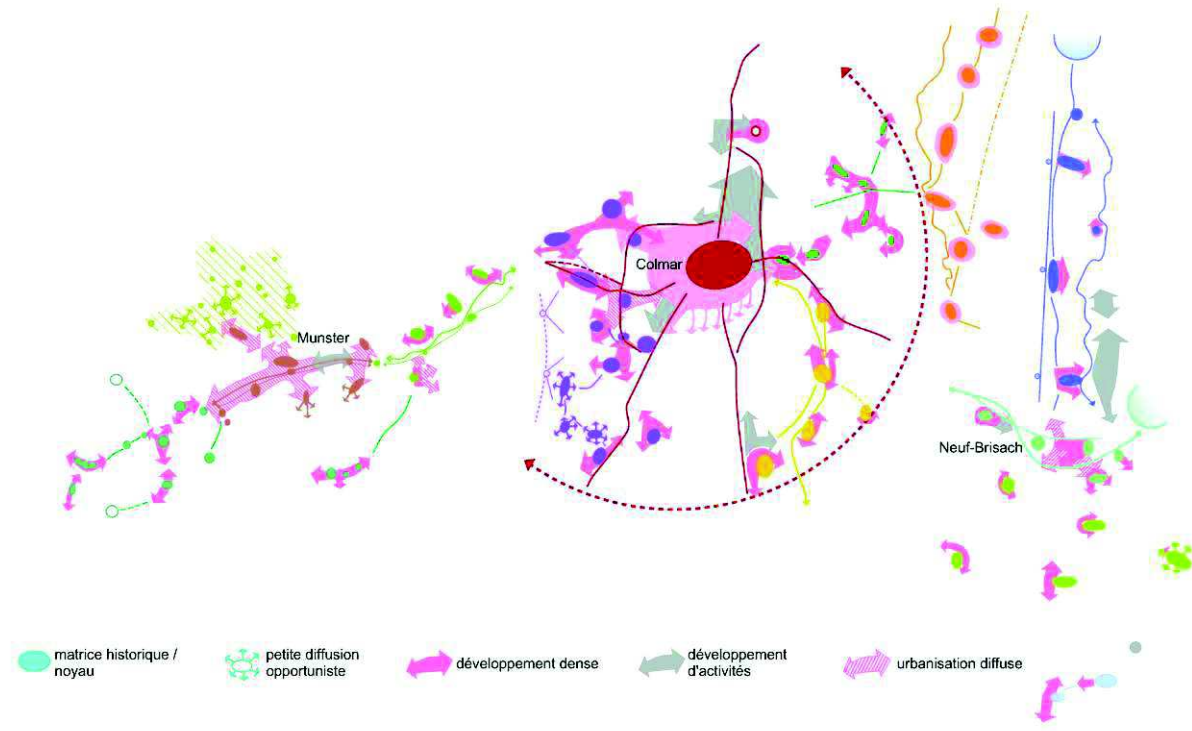 Colmar
Munster
Neuf-Brisach
matrice historique /
noyau
petite diffusion
opportuniste
développement dense
développement
d'activités
urbanisation diffuse